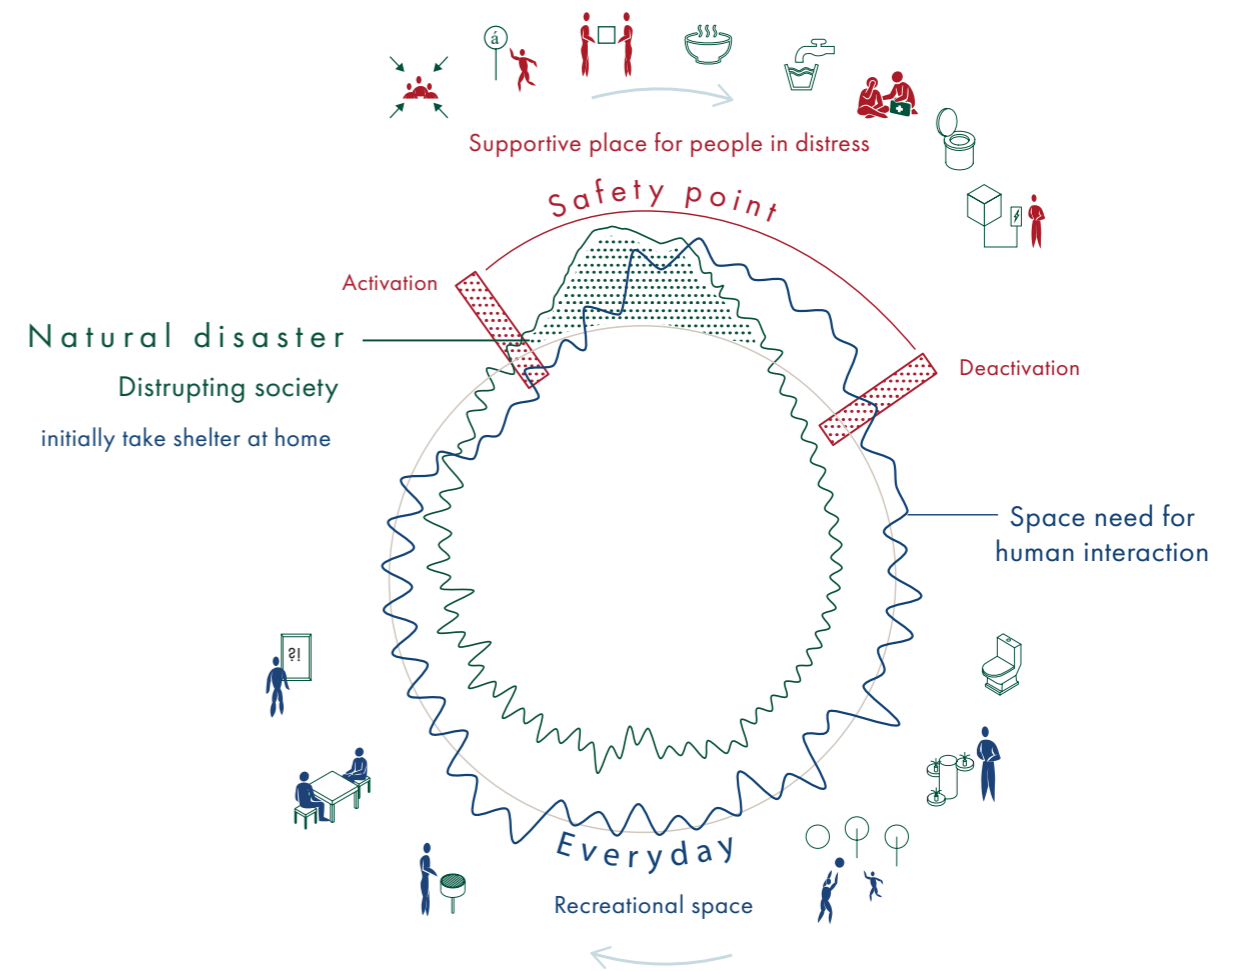 á
Supportive place for people in distress
Safety point
Activation
Natural disaster
Distrupting society
initially take shelter at home
Deactivation
Space need for
human interaction
Everyday
Recreational space